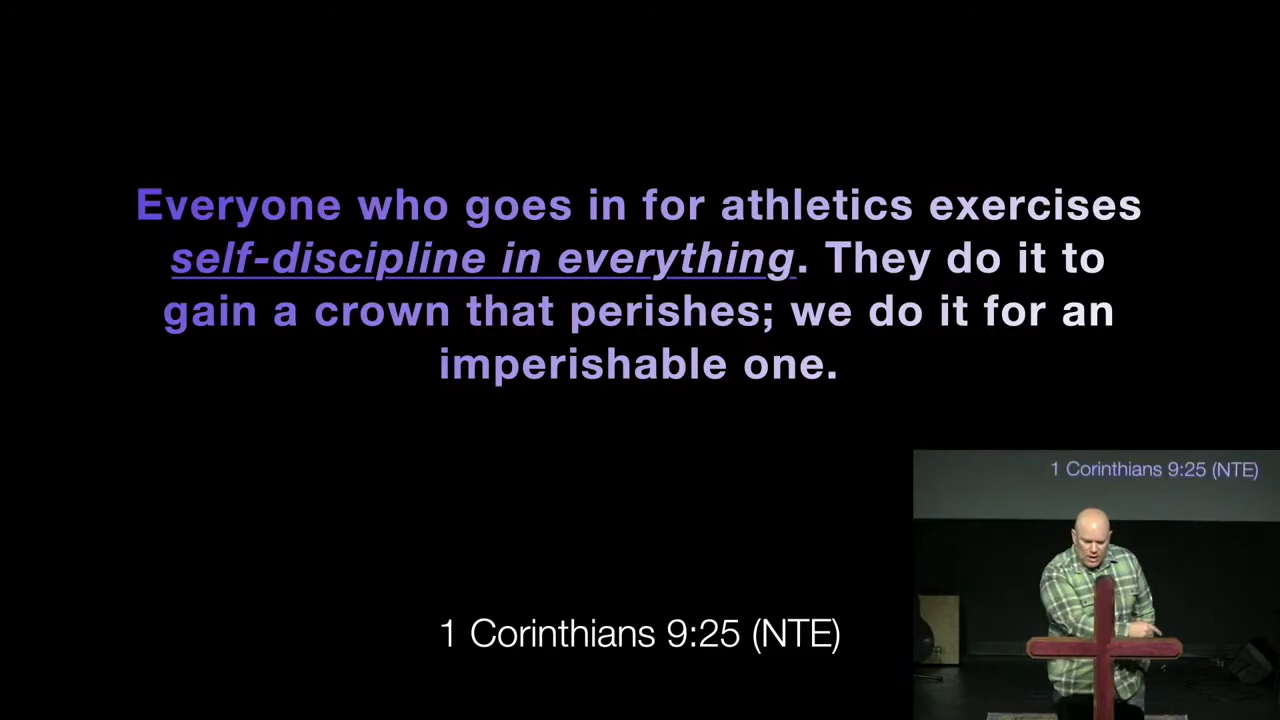 Everyone who goes in for athletics exercises
self-discipline in everything. They do it to
gain a crown that perishes; we do it for an
imperishable one.
1 Corinthians 9:25 (NTE)
1 Corinthians 9:25 (NTE)